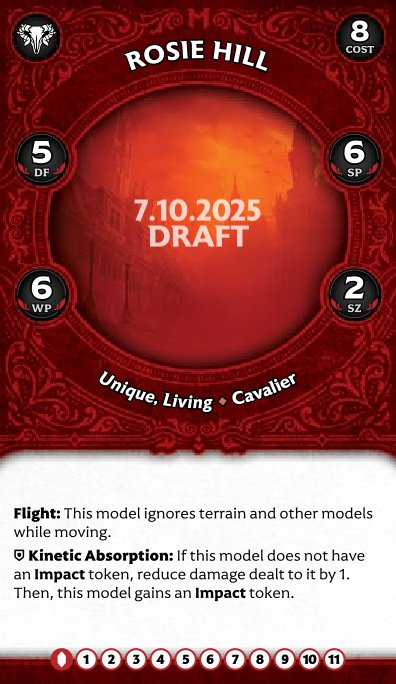 ROSIE HILL
8
COST
5
DF
6
SP
7.10.2025
DRAFT
6
WP
2
SZ
Unique, Living • Cavalier
Flight: This model ignores terrain and other models
while moving.
Kinetic Absorption: If this model does not have
an Impact token, reduce damage dealt to it by 1.
Then, this model gains an Impact token.
1 2 3 4 5 6 7 8 9 10 11